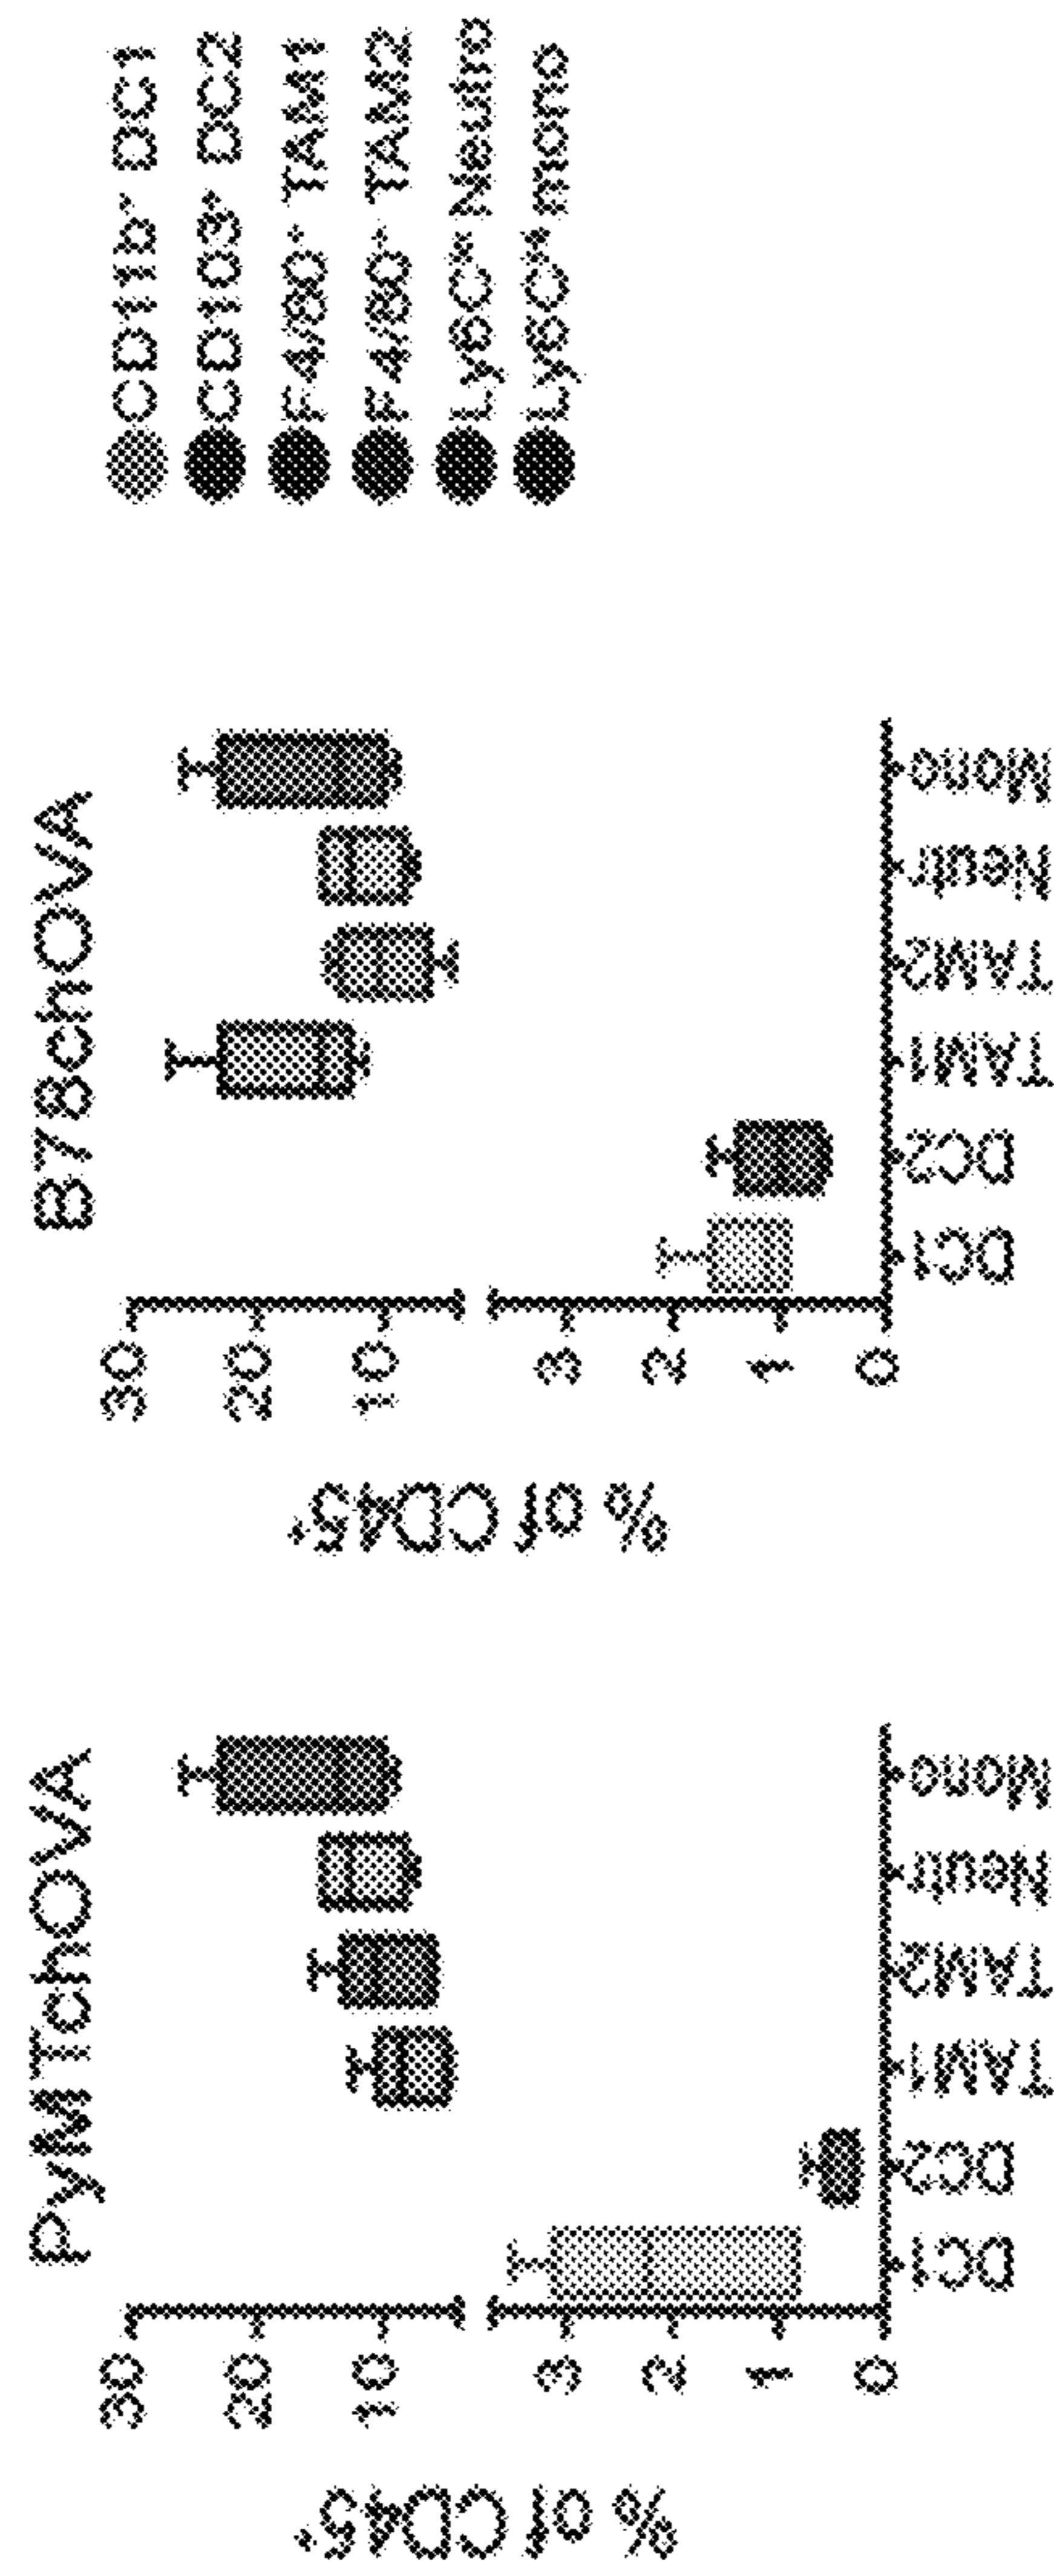 PyMTchOVA
% of CD45⁺
30
20
10
3
2
1
0
DC1 DC2 TAM1 TAM2 Neutr Mono
B78chOVA
% of CD45⁺
30
20
10
3
2
1
0
DC1 DC2 TAM1 TAM2 Neutr Mono
CD11b⁺ DC1
CD103⁺ DC2
F4/80⁺ TAM1
F4/80⁺ TAM2
Ly6C Neutro
Ly6C mono